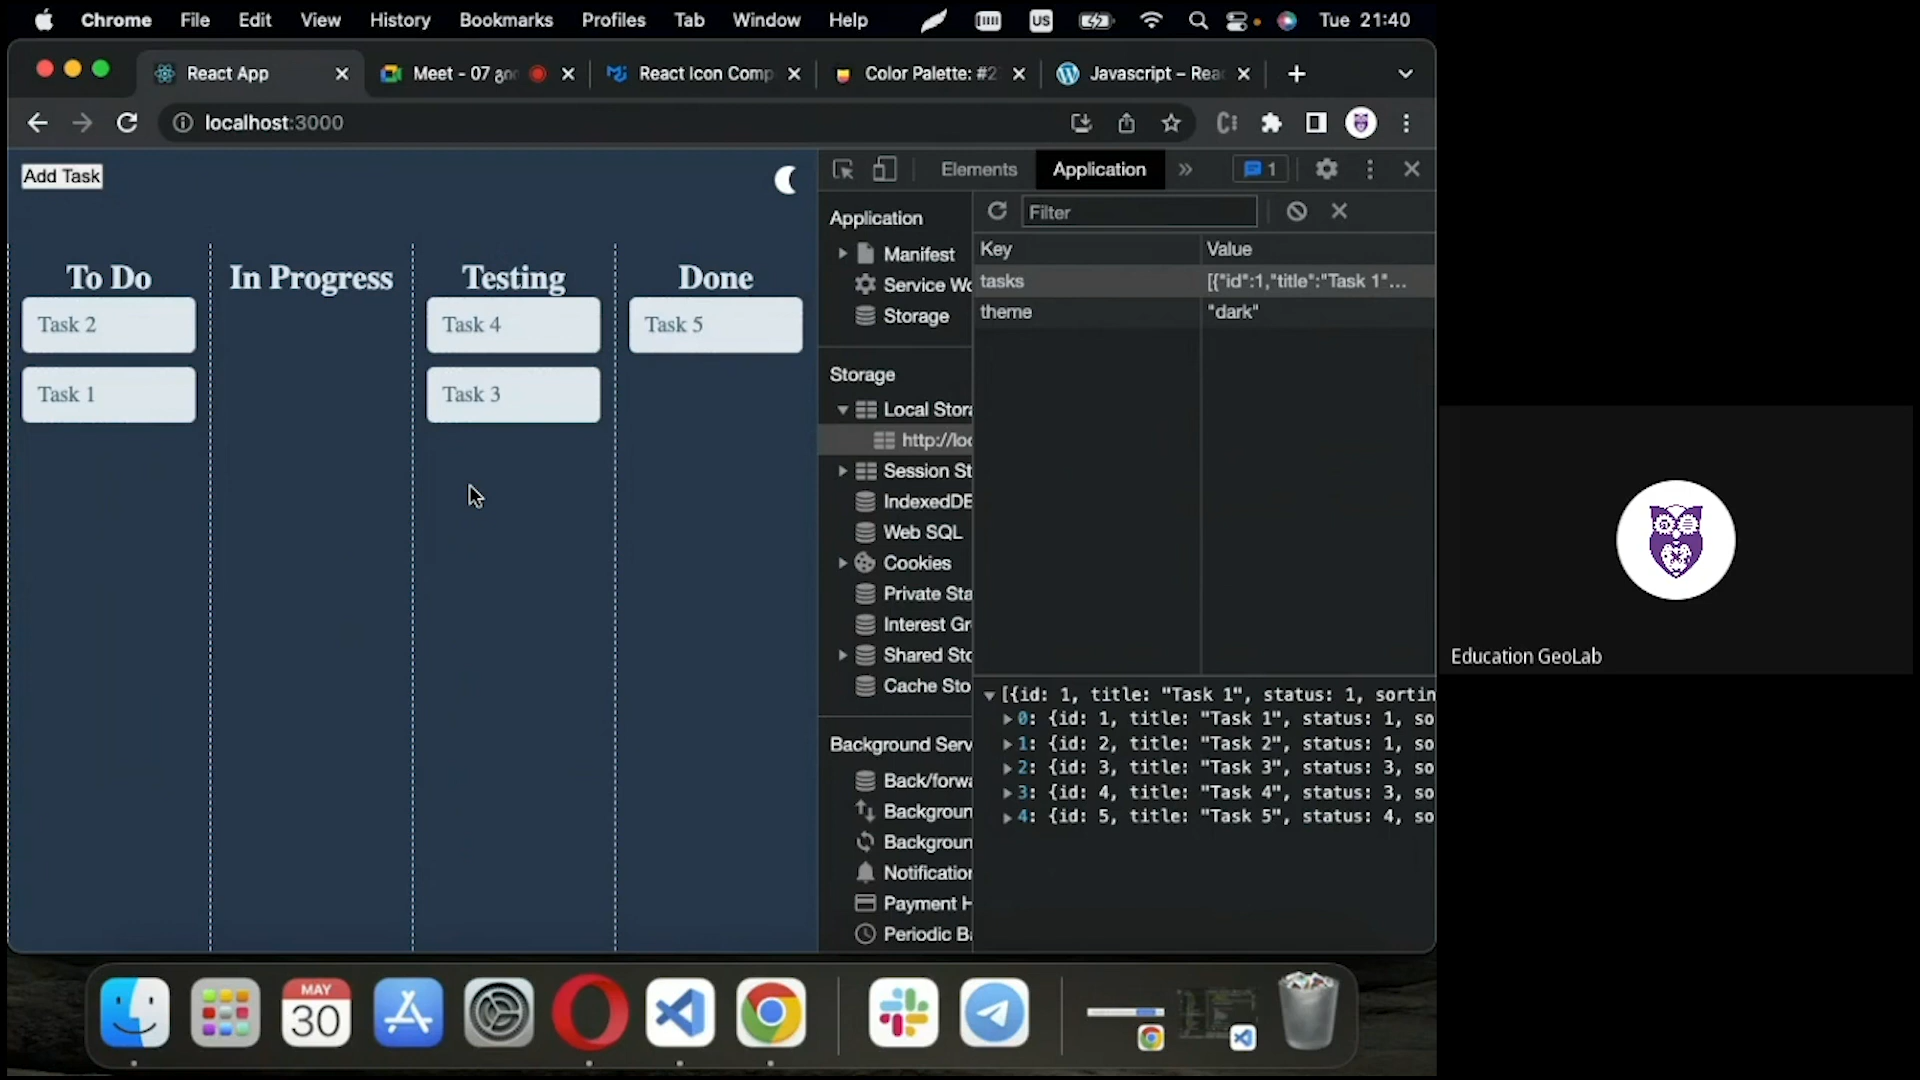 Chrome File Edit View History Bookmarks Profiles Tab Window Help US Tue 21:40
React App Meet - 07 React Icon Comp Color Palette: #2 Javascript – Rea
localhost:3000
Add Task
To Do In Progress Testing Done
Task 2 Task 4 Task 5
Task 1 Task 3
Elements Application 1
Application
Manifest
Service Wo
Storage
Storage
Local Stora
http://loc
Session St
IndexedDB
Web SQL
Cookies
Private Sta
Interest Gr
Shared Sto
Cache Sto
Background Serv
Back/forwa
Backgroun
Backgroun
Notification
Payment H
Periodic Ba
Filter
Key Value
tasks [{"id":1,"title":"Task 1"...
theme "dark"
[{id: 1, title: "Task 1", status: 1, sortin
0: {id: 1, title: "Task 1", status: 1, so
1: {id: 2, title: "Task 2", status: 1, so
2: {id: 3, title: "Task 3", status: 3, so
3: {id: 4, title: "Task 4", status: 3, so
4: {id: 5, title: "Task 5", status: 4, so
MAY
30
Education GeoLab